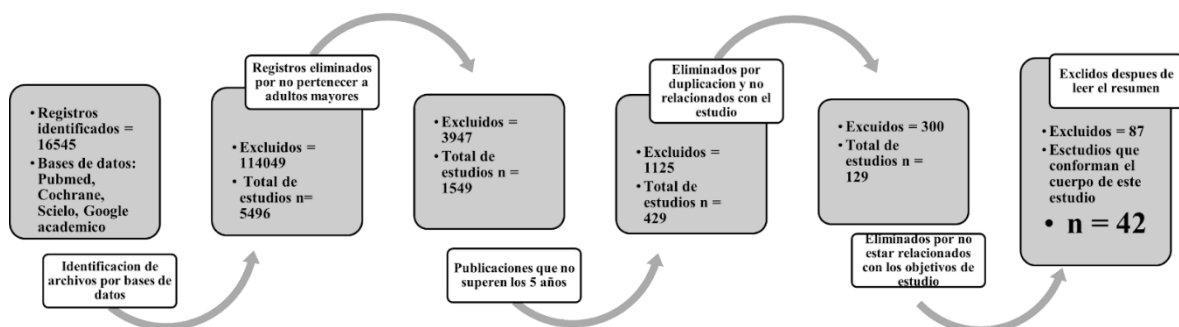 • Registros
identificados =
16545
• Bases de datos:
Pubmed,
Cochrane,
Scielo, Google
academico
Identificacion de
archivos por bases de
datos
Registros eliminados
por no pertenecer a
adultos mayores
• Excluidos =
114049
• Total de
estudios n=
5496
• Excluidos =
3947
• Total de
estudios n =
1549
Publicaciones que no
superen los 5 años
Eliminados por
duplicacion y no
relacionados con el
estudio
• Excluidos =
1125
• Total de
estudios n =
429
• Excuidos = 300
• Total de
estudios n =
129
Eliminados por no
estar relacionados
con los objetivos de
estudio
Exclidos despues de
leer el resumen
• Excluidos = 87
• Esctudios que
conforman el
cuerpo de este
estudio
• n = 42